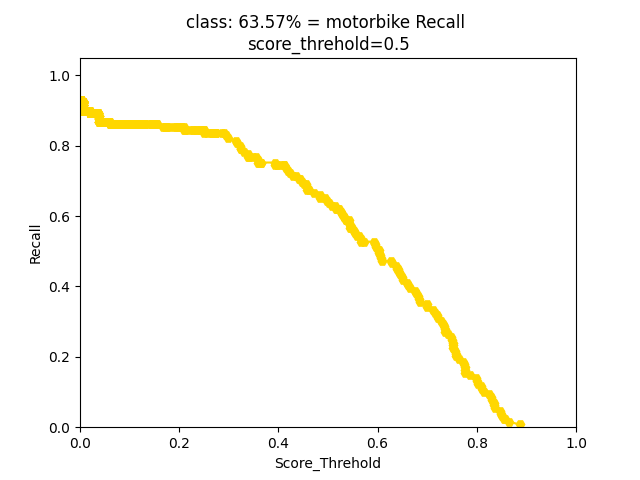 class: 63.57% = motorbike Recall
score_threhold=0.5
1.0
0.8
0.6
0.4
0.2
0.0
Recall
0.0 0.2 0.4 0.6 0.8 1.0
Score_Threhold